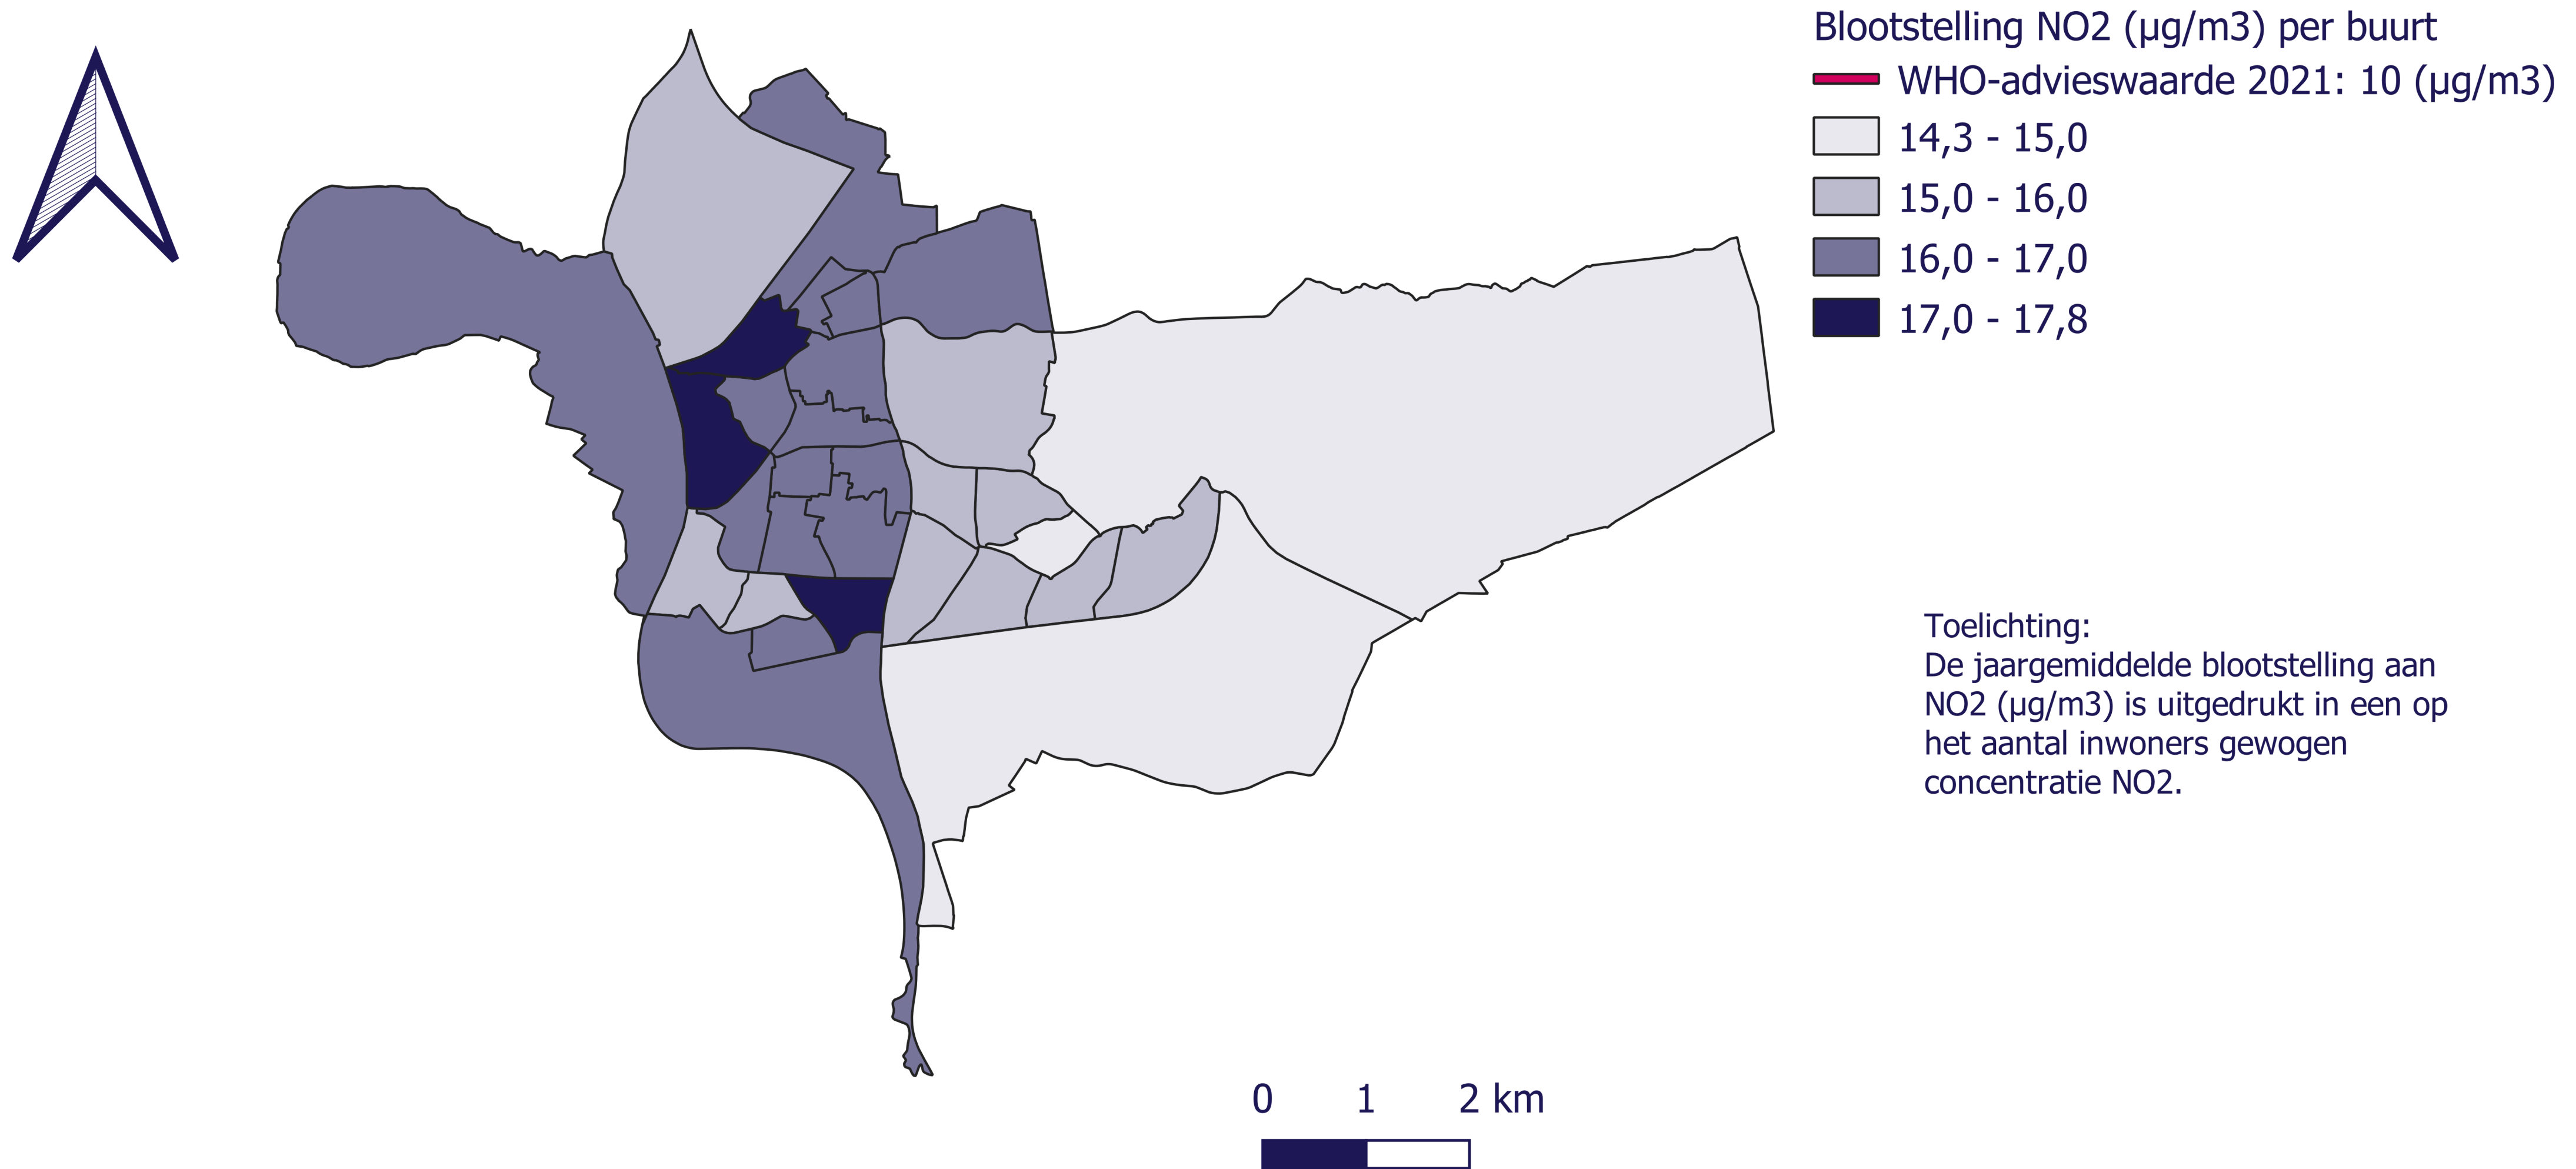 Blootstelling NO2 (µg/m3) per buurt
WHO-advieswaarde 2021: 10 (µg/m3)
14,3 - 15,0
15,0 - 16,0
16,0 - 17,0
17,0 - 17,8
Toelichting:
De jaargemiddelde blootstelling aan
NO2 (µg/m3) is uitgedrukt in een op
het aantal inwoners gewogen
concentratie NO2.
0 1 2 km